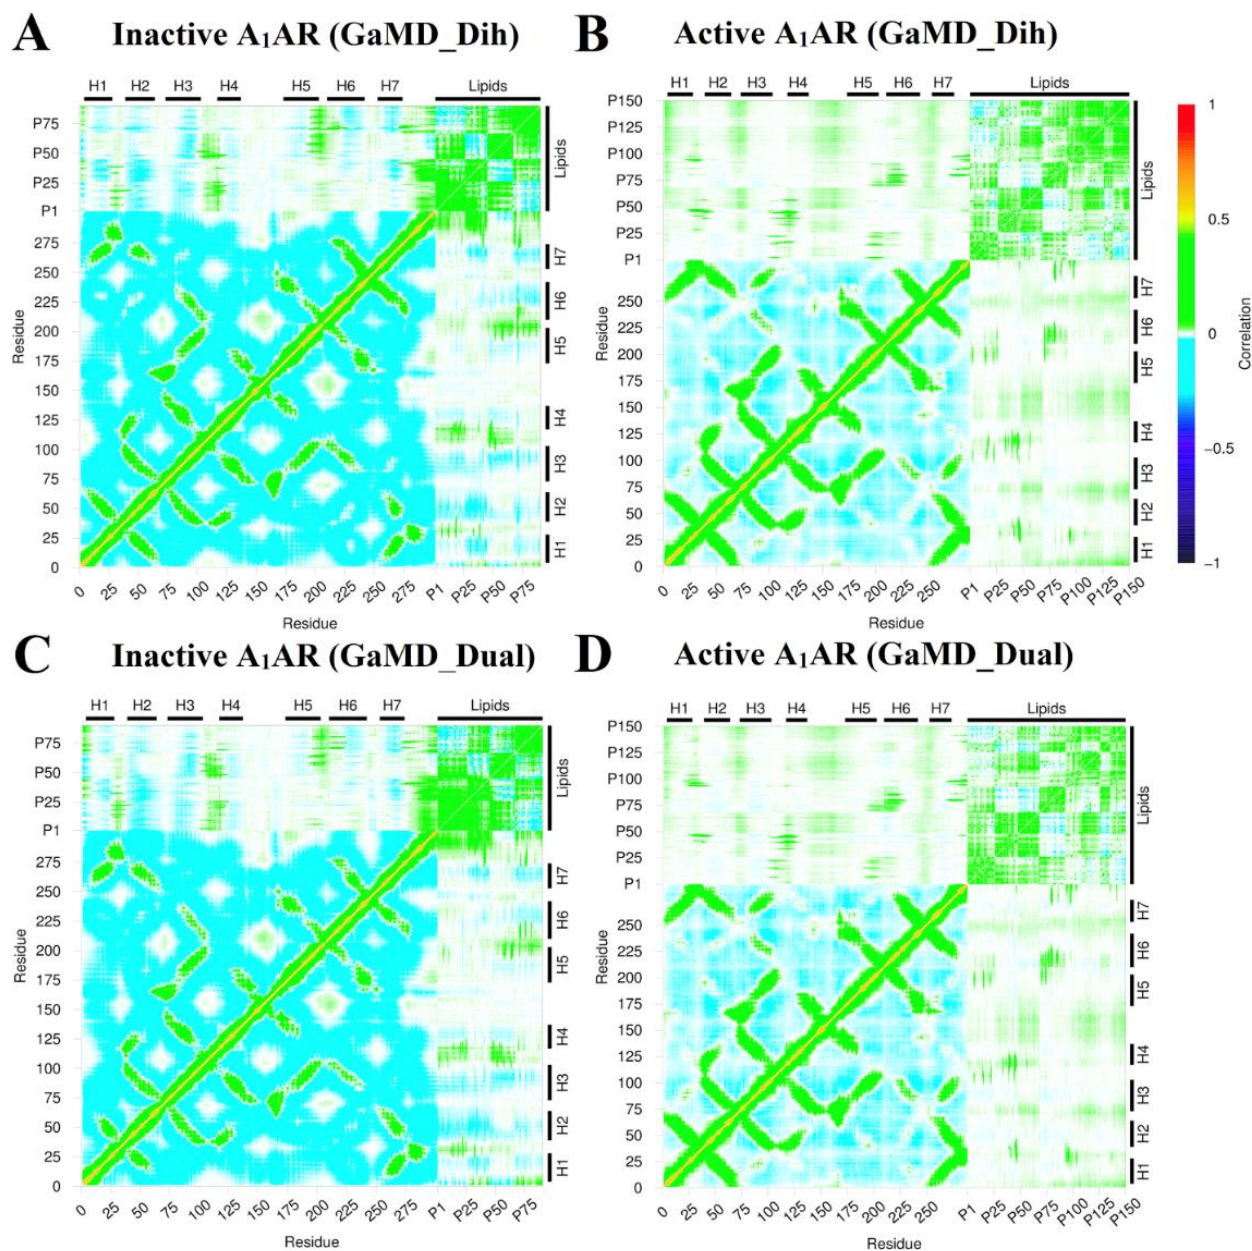 A Inactive A₁AR (GaMD_Dih)
H1 H2 H3 H4 H5 H6 H7 Lipids
P75
P50
P25
P1
275
250
225
200
175
150
125
100
75
50
25
0
Residue
Lipids
H7
H6
H5
H4
H3
H2
H1
0 25 50 75 100 125 150 175 200 225 250 275 P1 P25 P50 P75
Residue
B Active A₁AR (GaMD_Dih)
H1 H2 H3 H4 H5 H6 H7 Lipids
P150
P125
P100
P75
P50
P25
P1
250
225
200
175
150
125
100
75
50
25
0
Residue
Lipids
H7
H6
H5
H4
H3
H2
H1
0 25 50 75 100 125 150 175 200 225 250 P1 P25 P50 P75 P100 P125 P150
Residue
1
0.5
0
−0.5
−1
Correlation
C Inactive A₁AR (GaMD_Dual)
H1 H2 H3 H4 H5 H6 H7 Lipids
P75
P50
P25
P1
275
250
225
200
175
150
125
100
75
50
25
0
Residue
Lipids
H7
H6
H5
H4
H3
H2
H1
0 25 50 75 100 125 150 175 200 225 250 275 P1 P25 P50 P75
Residue
D Active A₁AR (GaMD_Dual)
H1 H2 H3 H4 H5 H6 H7 Lipids
P150
P125
P100
P75
P50
P25
P1
250
225
200
175
150
125
100
75
50
25
0
Residue
Lipids
H7
H6
H5
H4
H3
H2
H1
0 25 50 75 100 125 150 175 200 225 250 P1 P25 P50 P75 P100 P125 P150
Residue